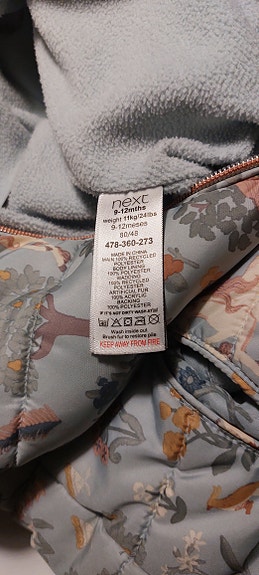 next
9-12mths
weight 11kg/24lbs
9-12meses
80/48
478-360-273
MADE IN CHINA
MAIN 100% RECYCLED
POLYESTER
BODY LINING
100% POLYESTER
WADDING
100% RECYCLED
POLYESTER
ARTIFICIAL FUR
100% ACRYLIC
BACKING
100% POLYESTER
IF IT'S NOT DIRTY WAIT AT30°
Wash inside out
Brush fur to restore pile
KEEP AWAY FROM FIRE